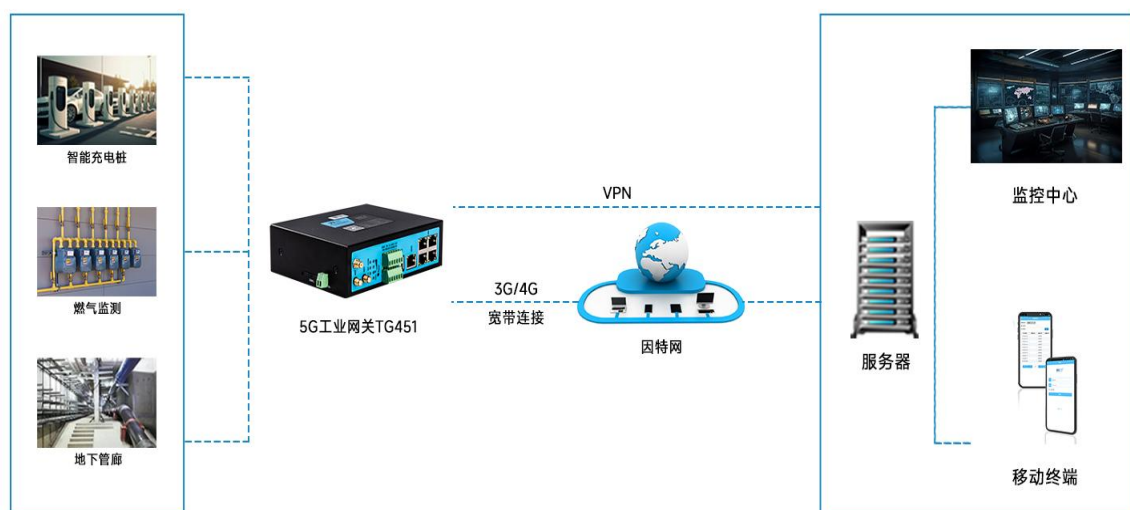 智能充电桩
燃气监测
地下管廊
5G工业网关TG451
VPN
3G/4G
宽带连接
因特网
服务器
监控中心
移动终端